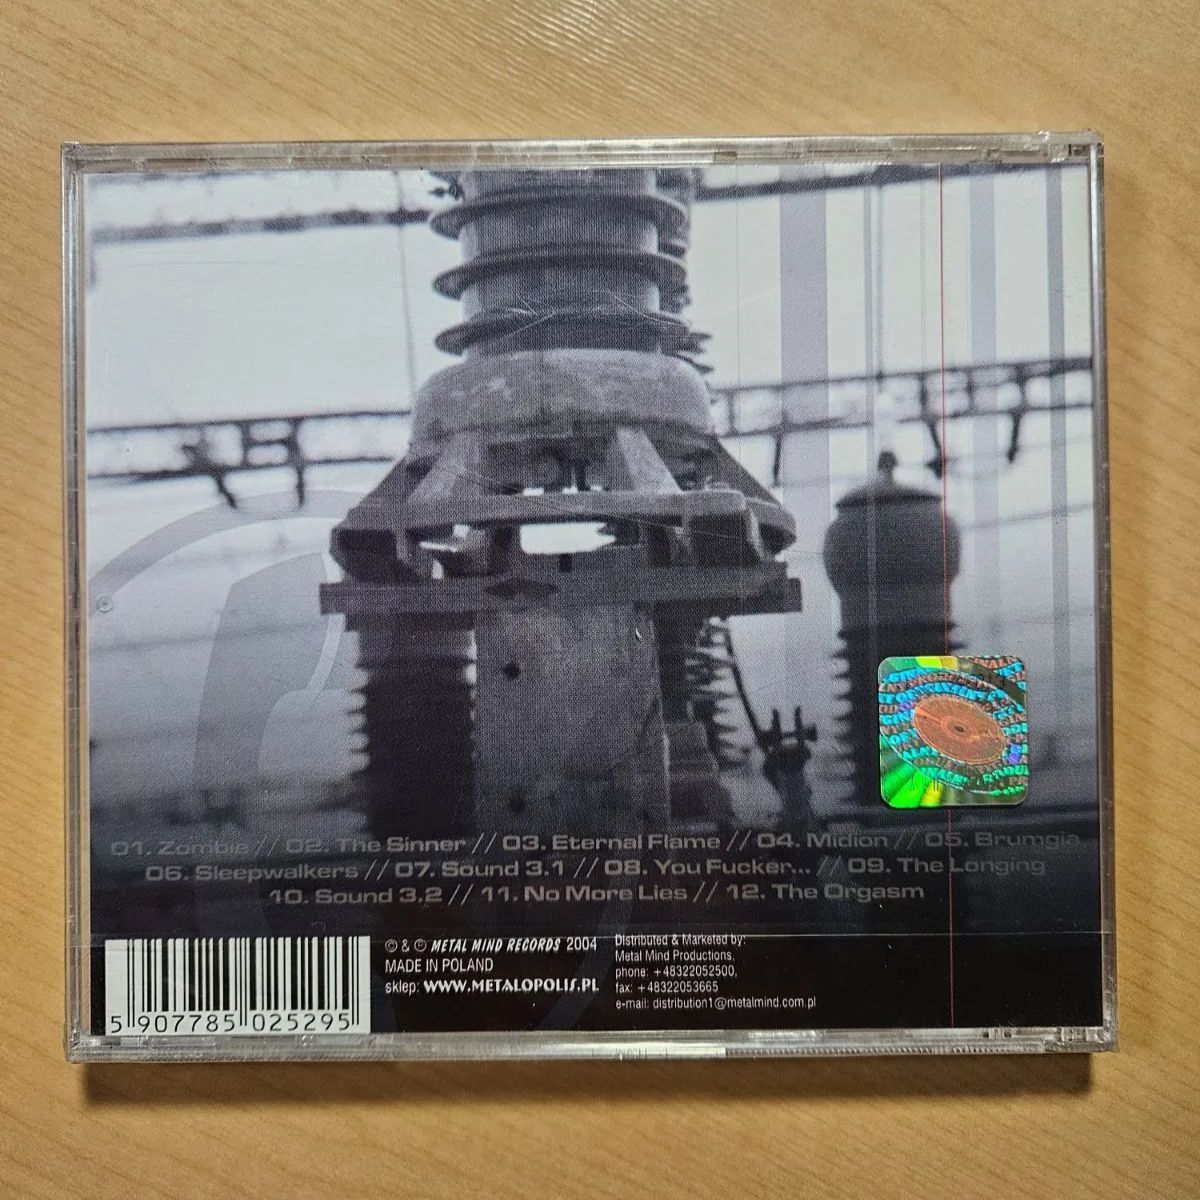 01. Zombie // 02. The Sinner // 03. Eternal Flame // 04. Midion // 05. Brumgia
06. Sleepwalkers // 07. Sound 3.1 // 08. You Fucker... // 09. The Longing
10. Sound 3.2 // 11. No More Lies // 12. The Orgasm
© & ℗ METAL MIND RECORDS 2004
MADE IN POLAND
sklep: WWW.METALOPOLIS.PL
Distributed & Marketed by:
Metal Mind Productions,
phone: +48322052500,
fax: +48322053665
e-mail: distribution1@metalmind.com.pl
5 907785 025295